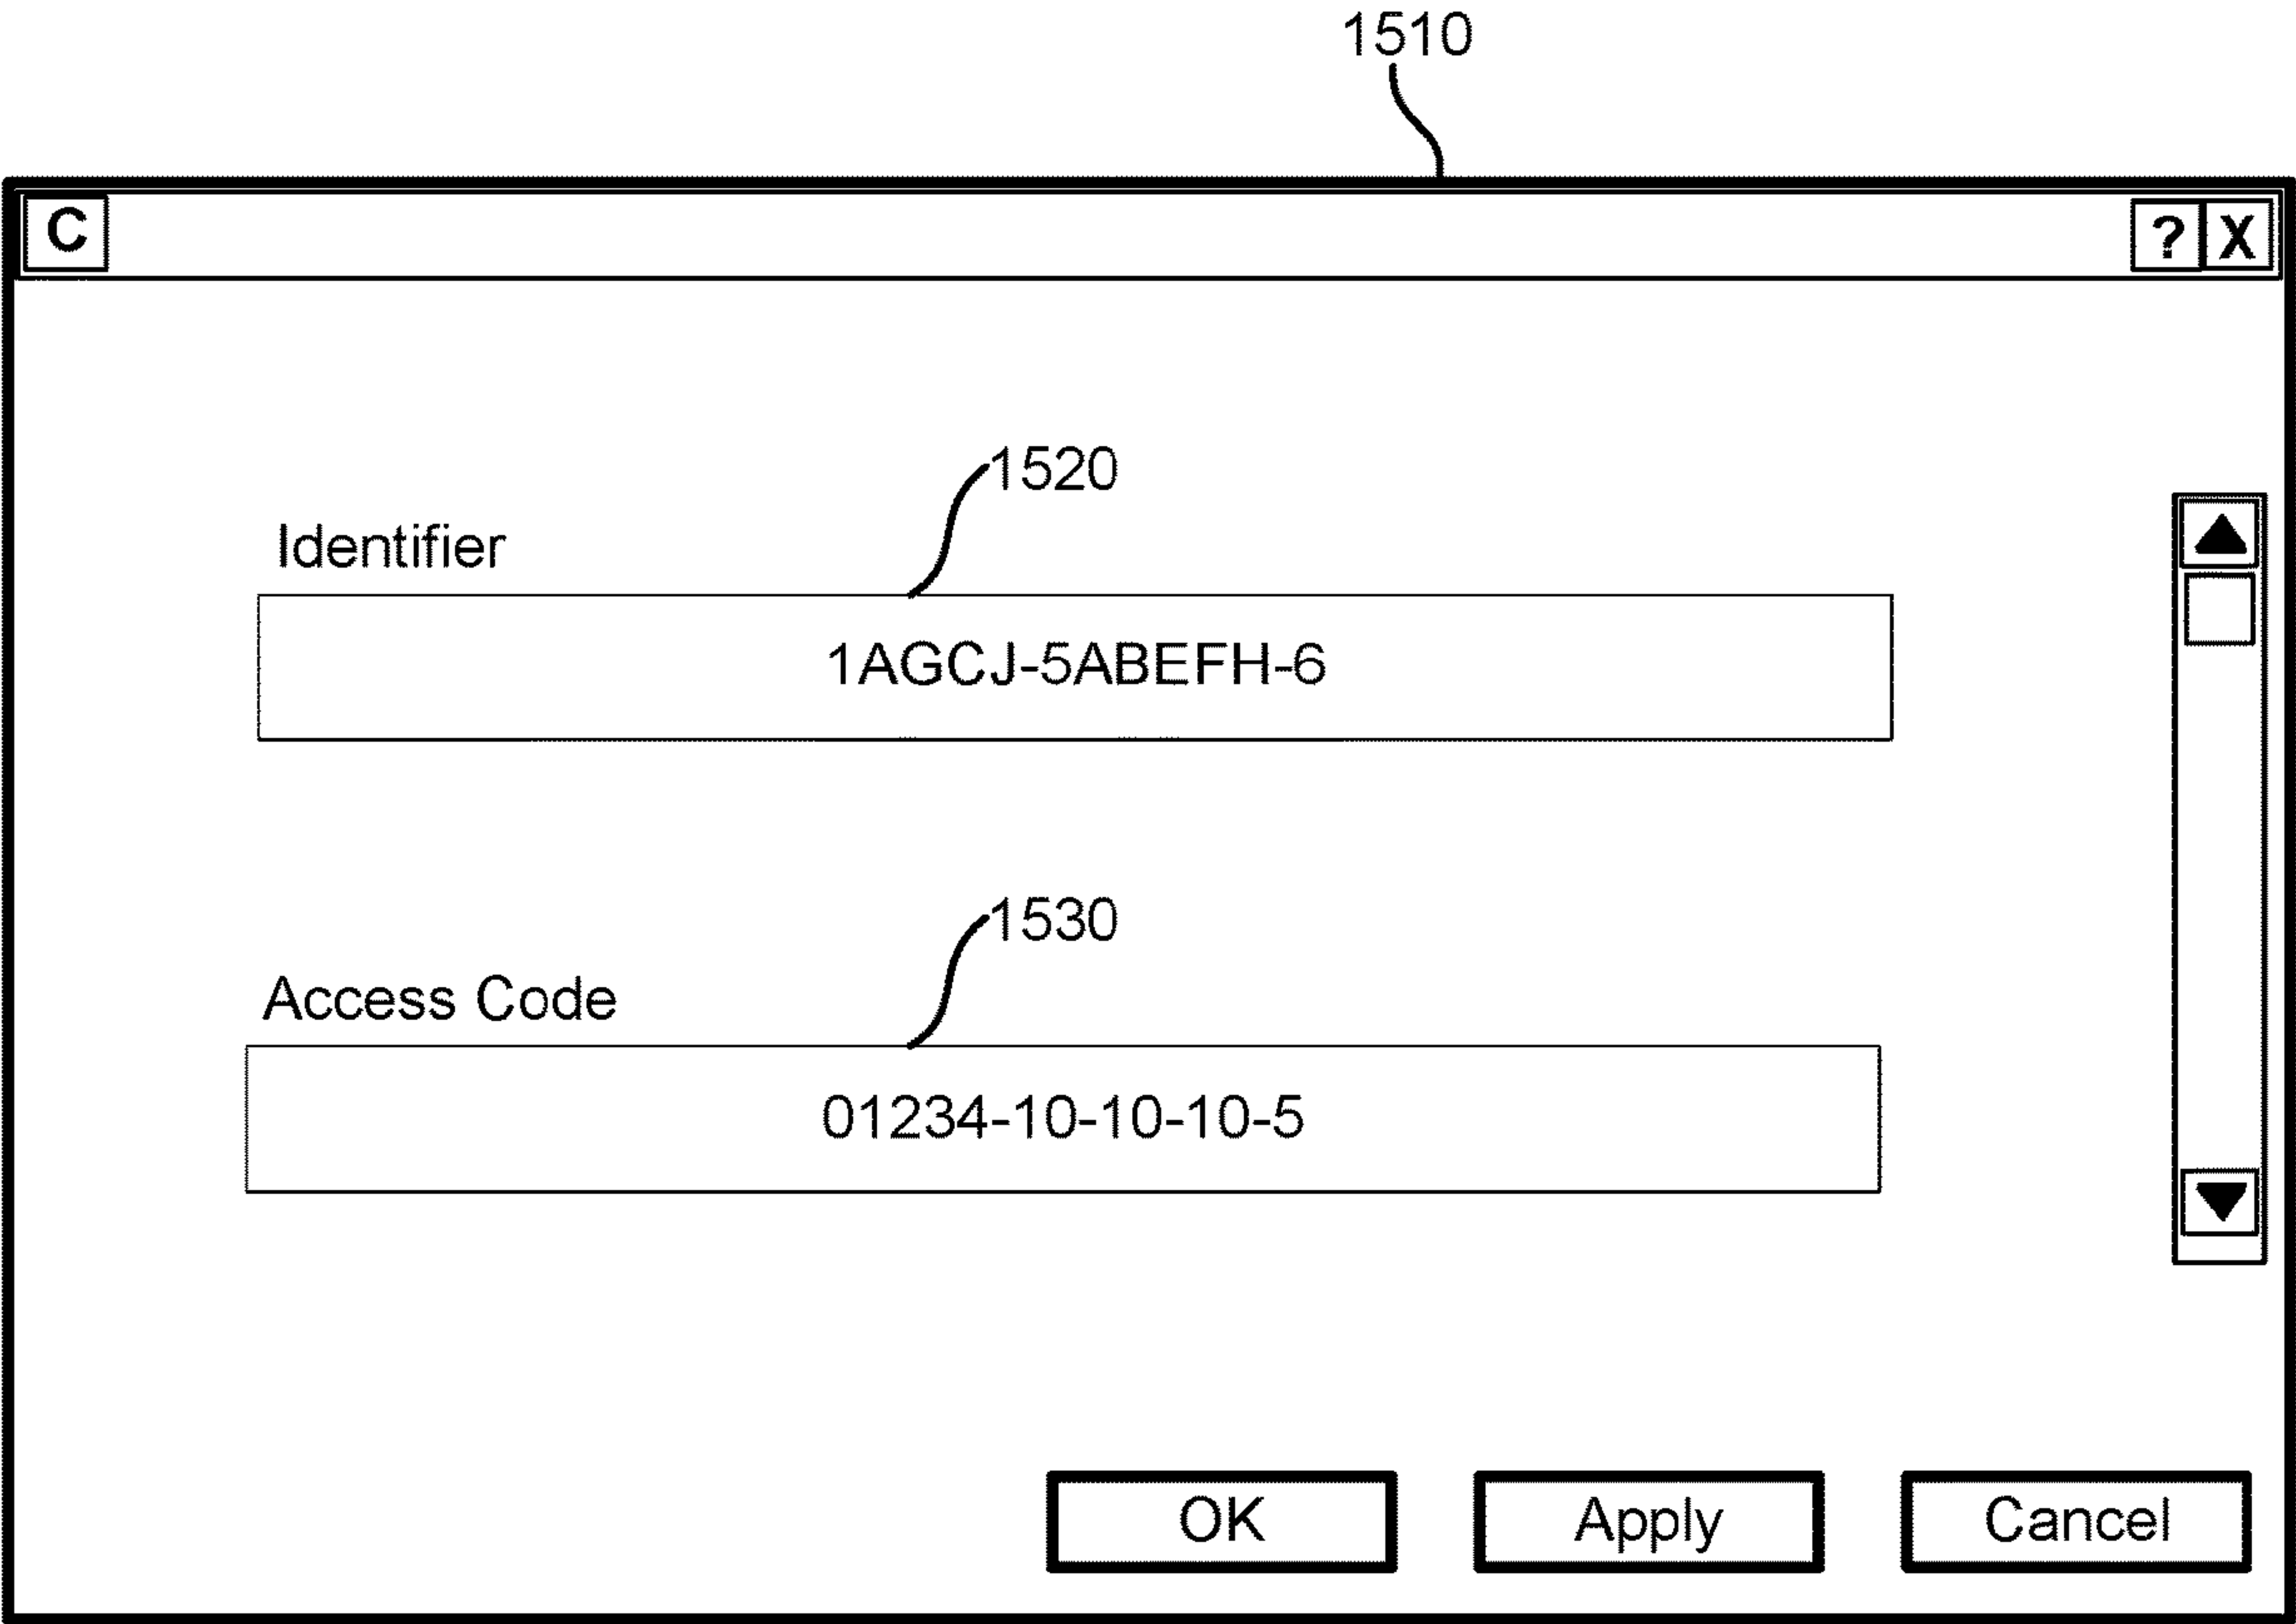 1510
C ? X
1520
Identifier
1AGCJ-5ABEFH-6
1530
Access Code
01234-10-10-10-5
OK Apply Cancel